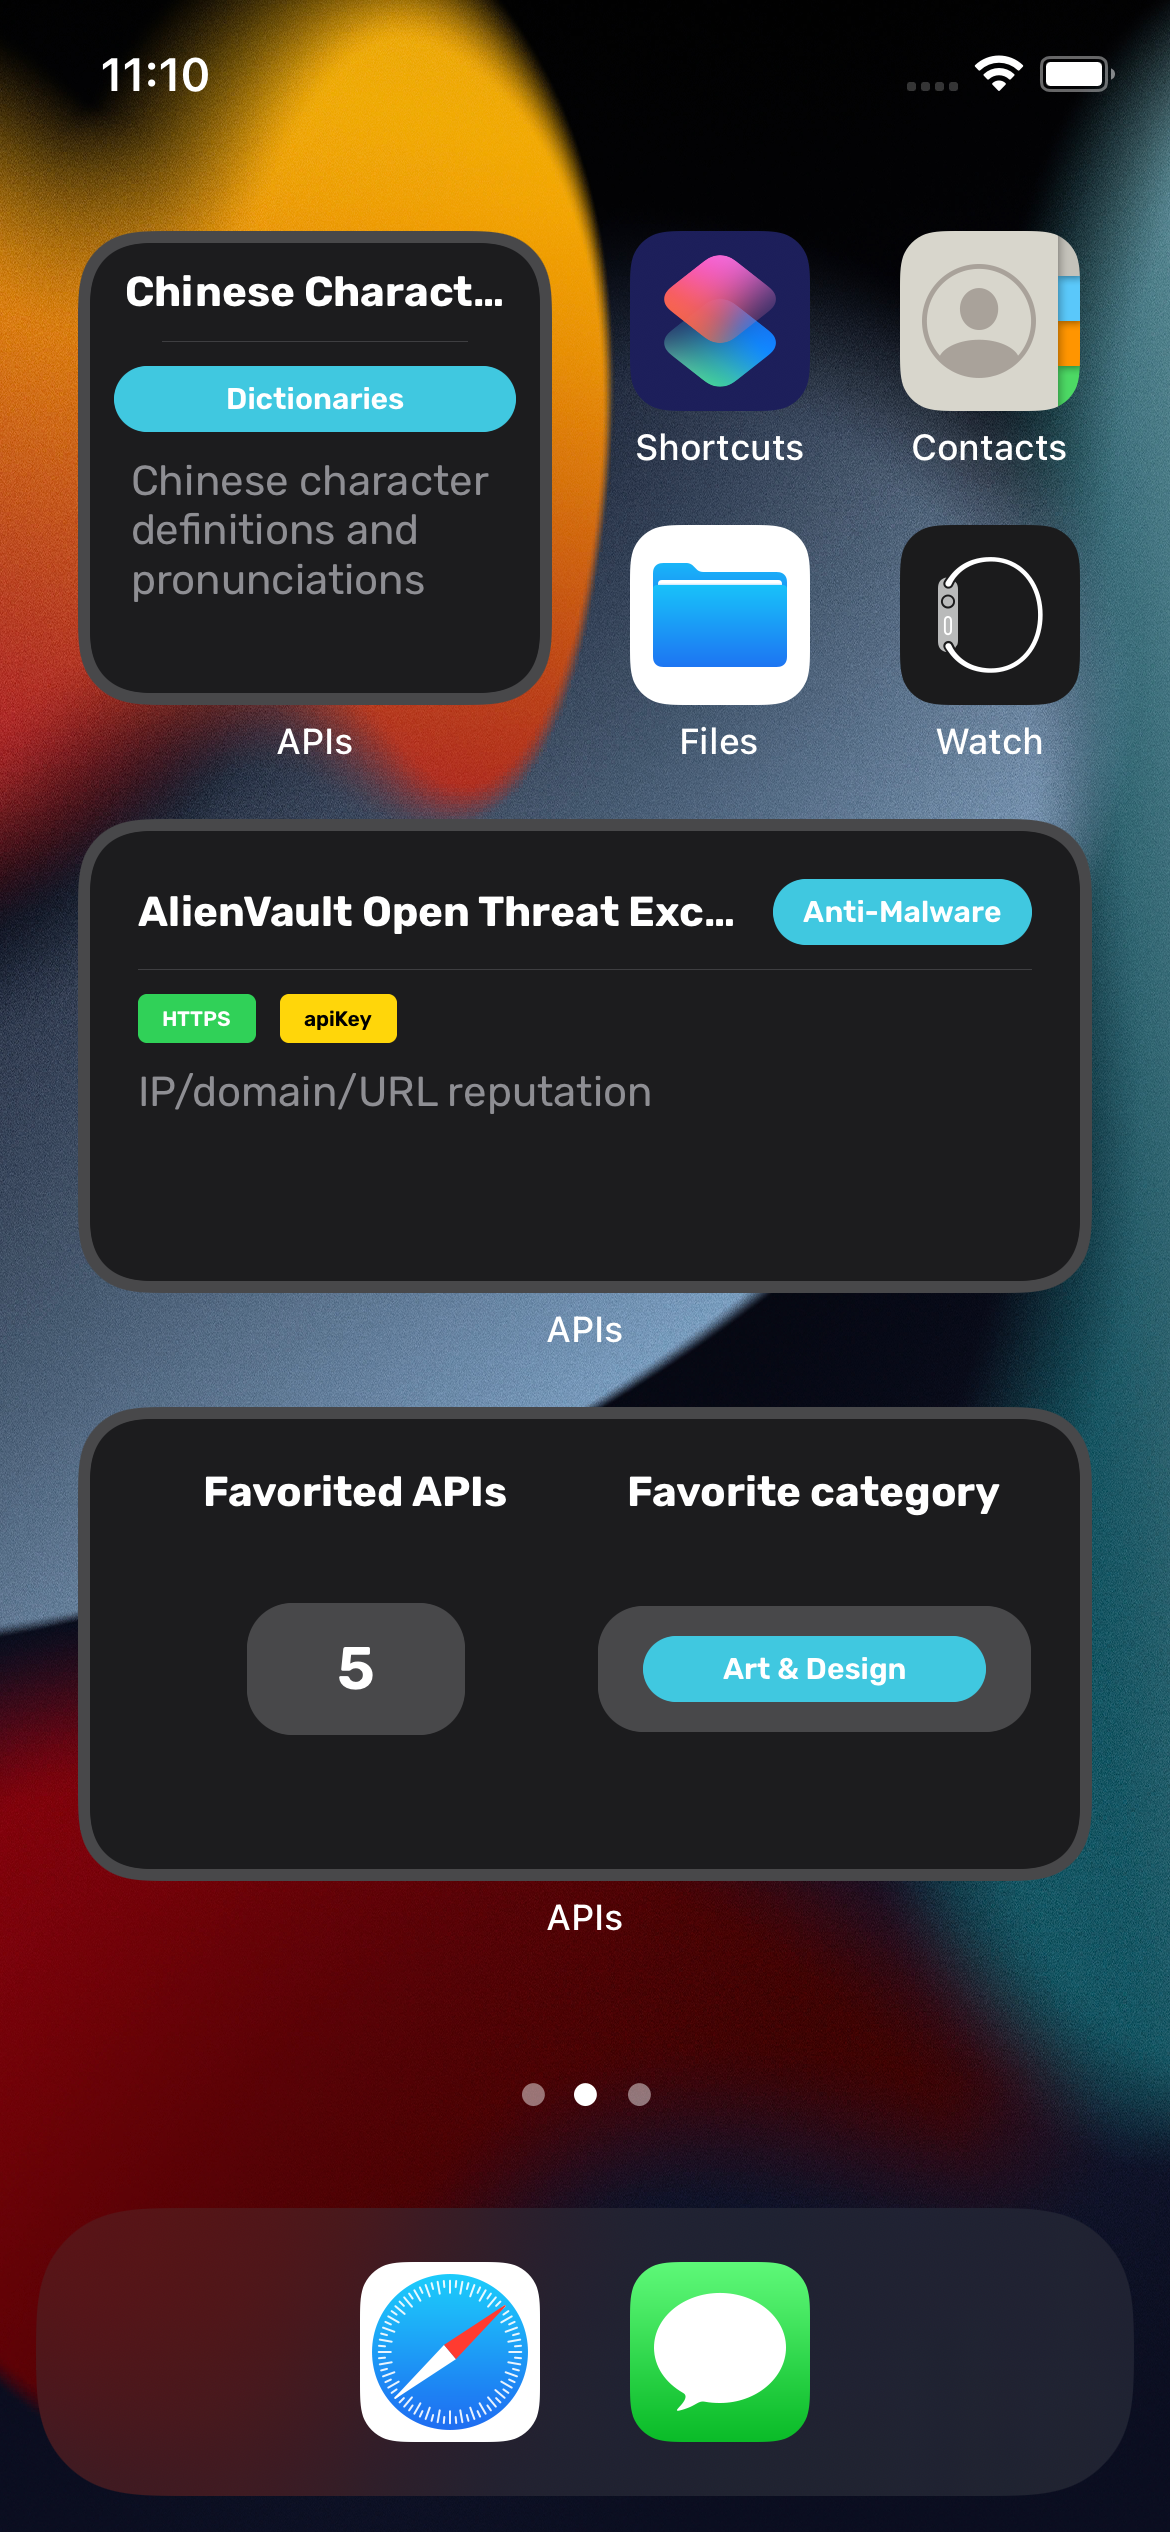 11:10
Chinese Charact...
Dictionaries
Chinese character
definitions and
pronunciations
APIs
Shortcuts
Contacts
Files
Watch
AlienVault Open Threat Exc...
Anti-Malware
HTTPS
apiKey
IP/domain/URL reputation
APIs
Favorited APIs
Favorite category
5
Art & Design
APIs